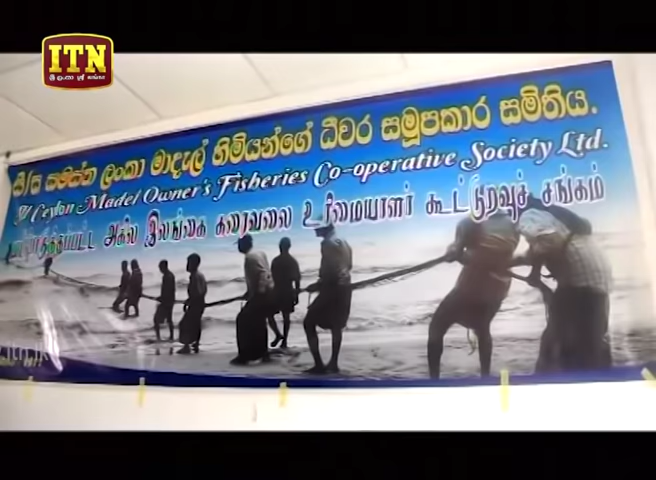 ITN
ශ්‍රී ලංකා
සී/ස සමස්ත ලංකා මාදැල් හිමියන්ගේ ධීවර සමූපකාර සමිතිය.
Ceylon Madel Owner's Fisheries Co-operative Society Ltd.
அகில இலங்கை கரைவலை உரிமையாளர் கூட்டுறவுச் சங்கம்